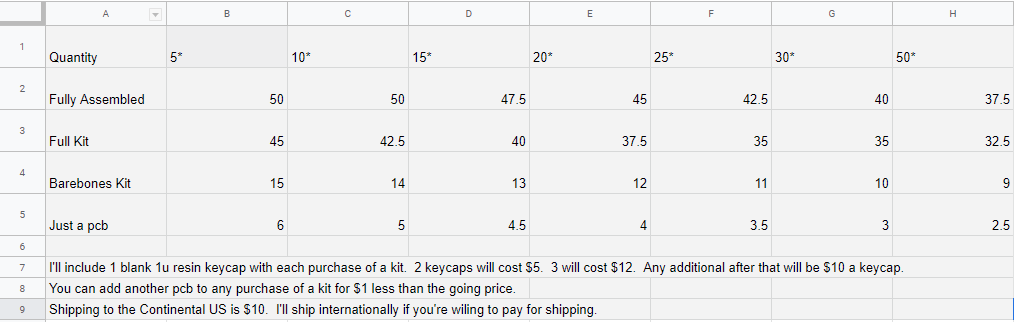 A B C D E F G H
1 Quantity 5* 10* 15* 20* 25* 30* 50*
2 Fully Assembled 50 50 47.5 45 42.5 40 37.5
3 Full Kit 45 42.5 40 37.5 35 35 32.5
4 Barebones Kit 15 14 13 12 11 10 9
5 Just a pcb 6 5 4.5 4 3.5 3 2.5
6
7 I'll include 1 blank 1u resin keycap with each purchase of a kit. 2 keycaps will cost $5. 3 will cost $12. Any additional after that will be $10 a keycap.
8 You can add another pcb to any purchase of a kit for $1 less than the going price.
9 Shipping to the Continental US is $10. I'll ship internationally if you're wiling to pay for shipping.